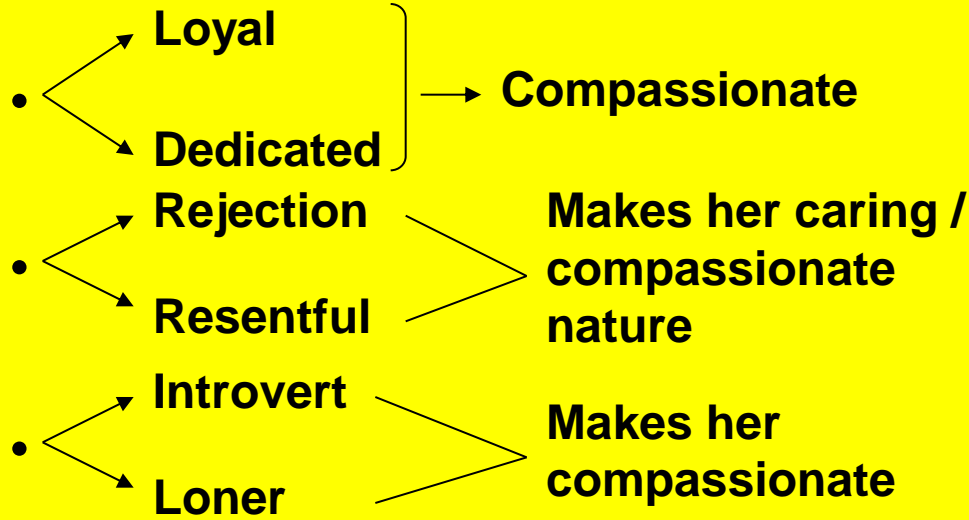 • Loyal
Dedicated
Compassionate
• Rejection
Resentful
Makes her caring /
compassionate
nature
• Introvert
Loner
Makes her
compassionate